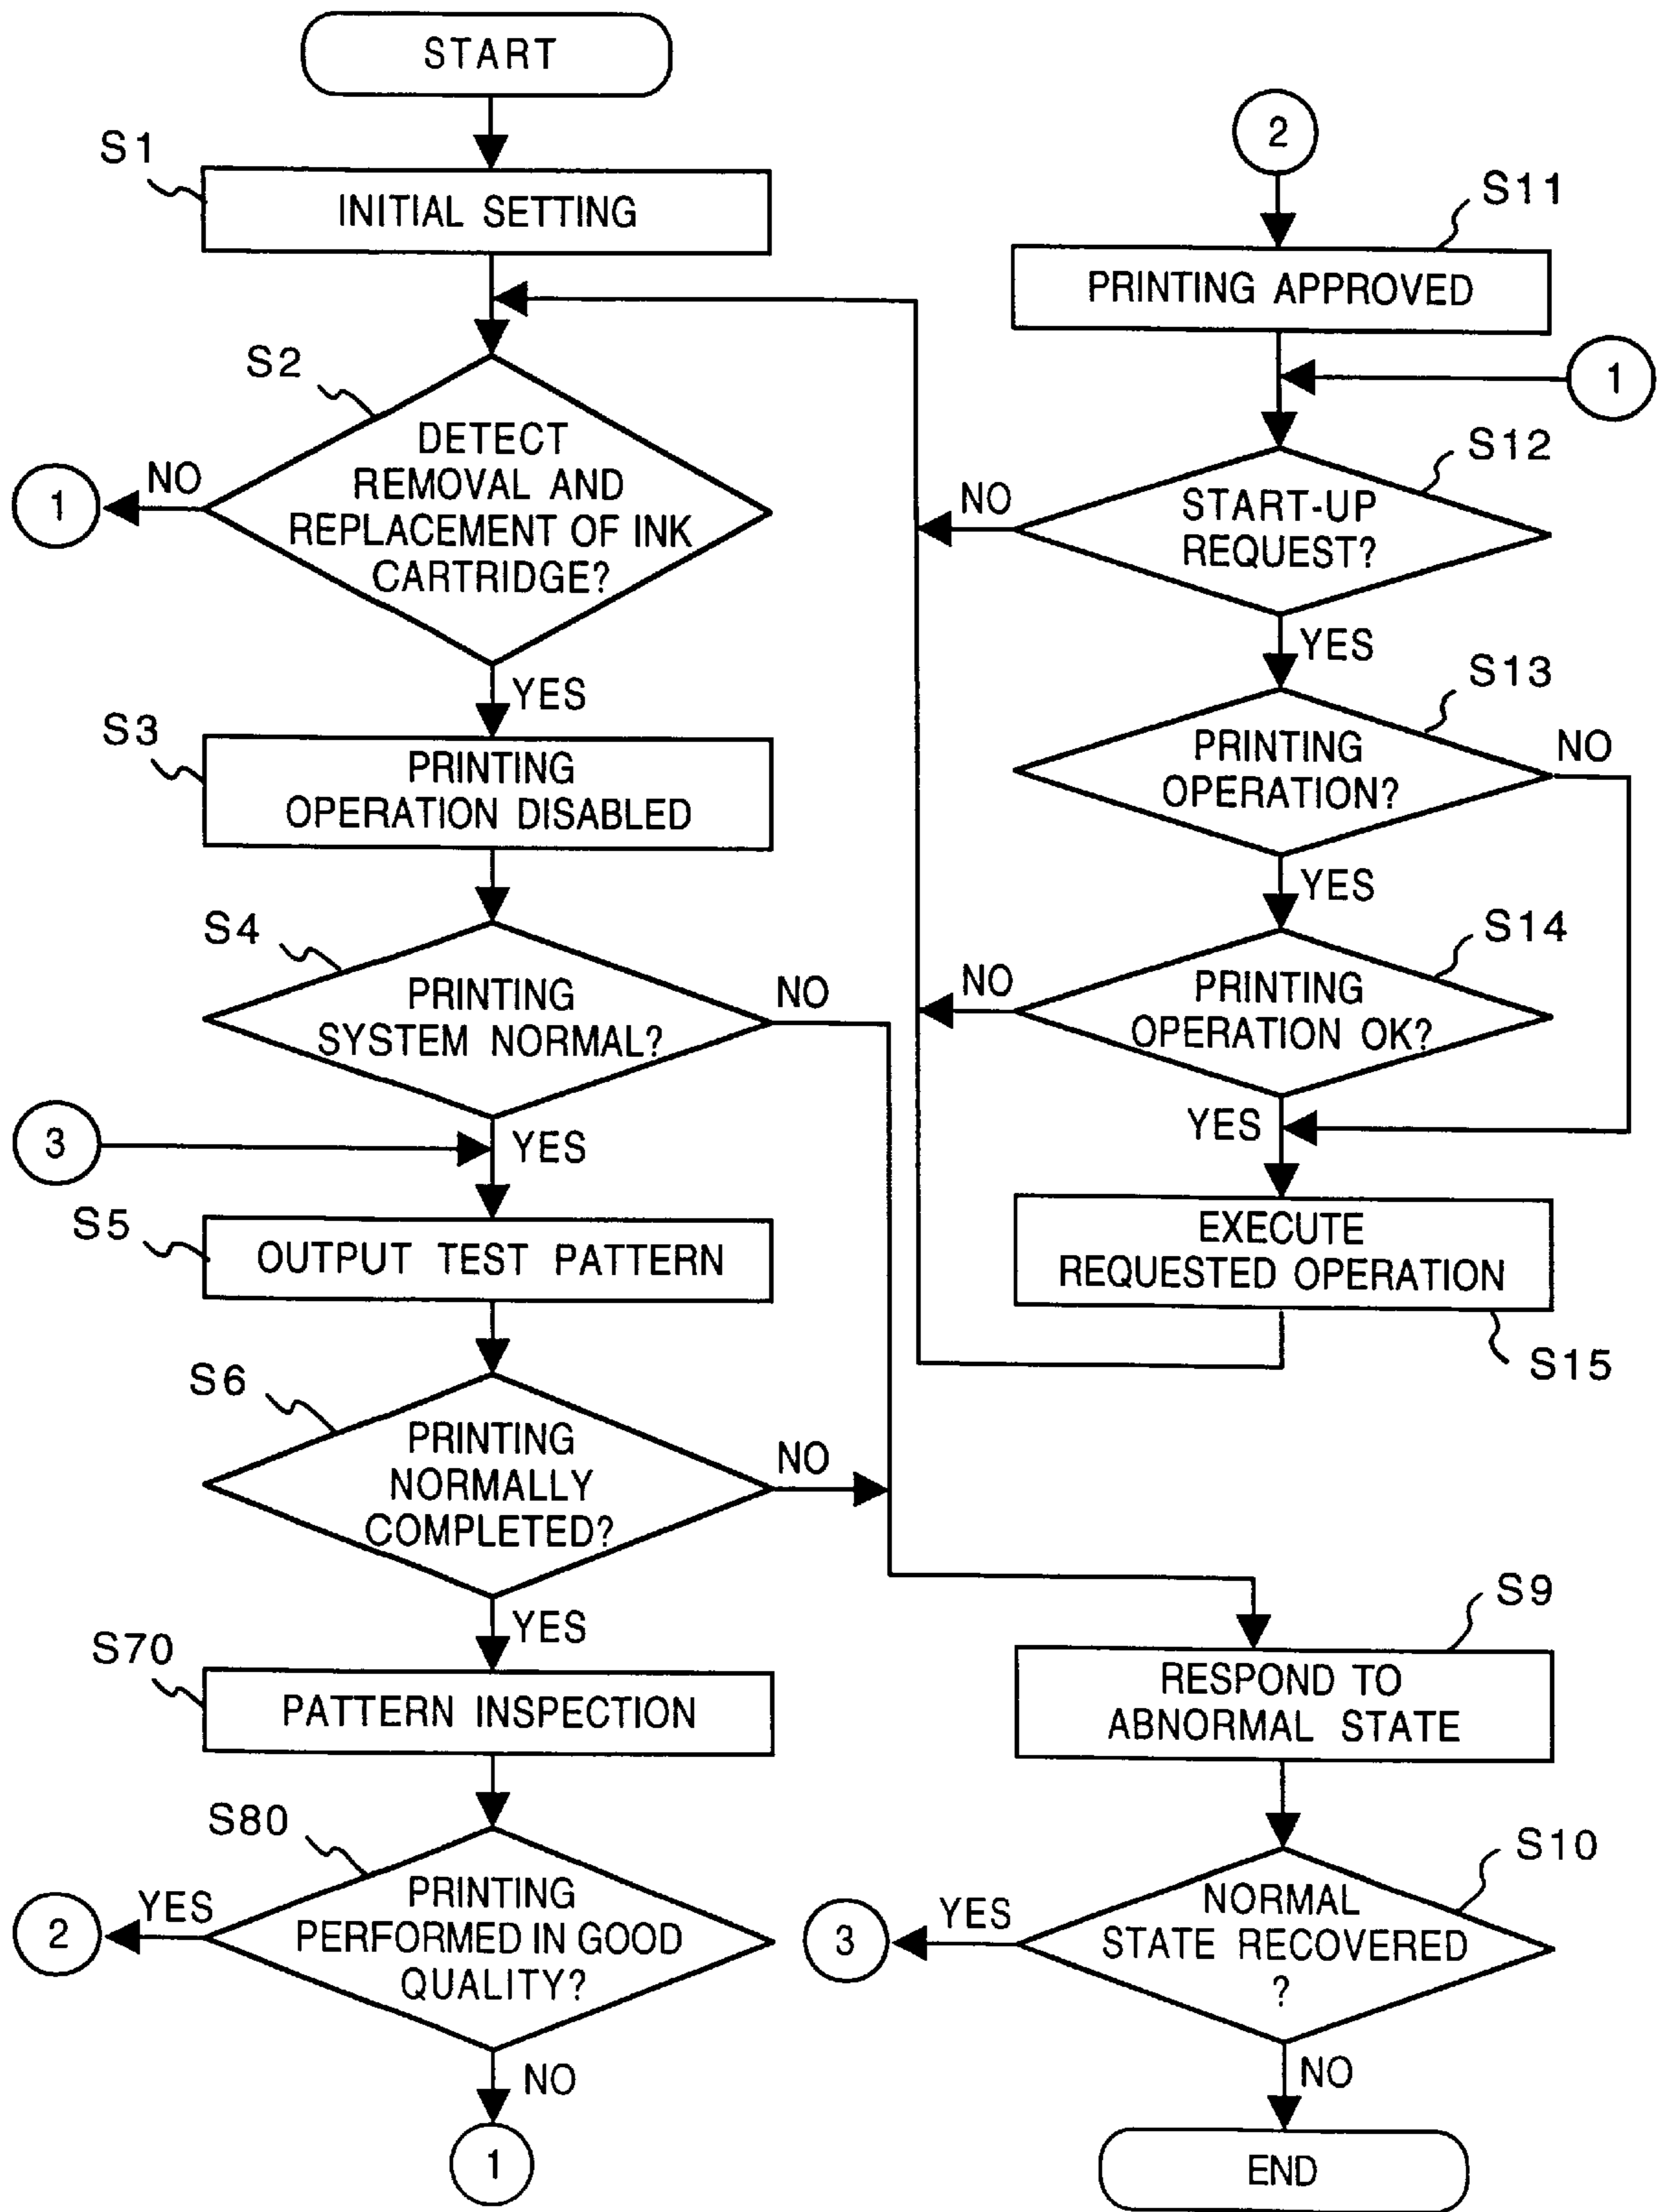 START
S1
INITIAL SETTING
S2
DETECT
REMOVAL AND
REPLACEMENT OF INK
CARTRIDGE?
NO
1
YES
S3
PRINTING
OPERATION DISABLED
S4
PRINTING
SYSTEM NORMAL?
NO
3
YES
S5
OUTPUT TEST PATTERN
S6
PRINTING
NORMALLY
COMPLETED?
NO
YES
S70
PATTERN INSPECTION
S80
PRINTING
PERFORMED IN GOOD
QUALITY?
YES
2
NO
1
2
S11
PRINTING APPROVED
1
S12
START-UP
REQUEST?
NO
YES
S13
PRINTING
OPERATION?
NO
YES
S14
PRINTING
OPERATION OK?
NO
YES
EXECUTE
REQUESTED OPERATION
S15
S9
RESPOND TO
ABNORMAL STATE
S10
NORMAL
STATE RECOVERED
?
YES
3
NO
END